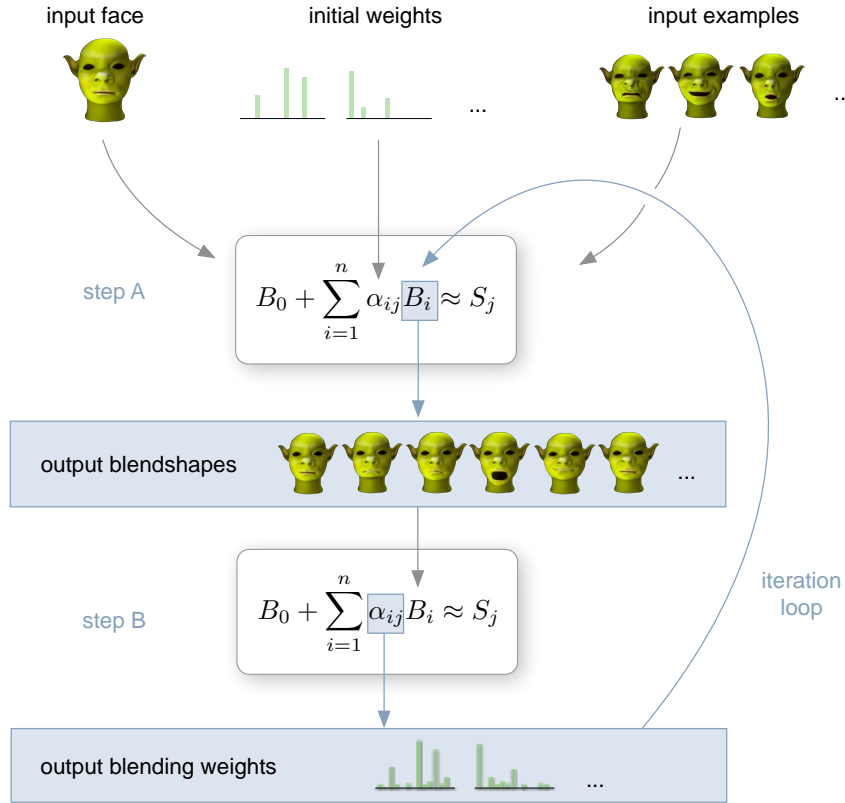 input face
initial weights
input examples
...
..
step A
B_0 + \sum_{i=1}^{n} \alpha_{ij} B_i \approx S_j
output blendshapes
...
step B
B_0 + \sum_{i=1}^{n} \alpha_{ij} B_i \approx S_j
iteration
loop
output blending weights
...